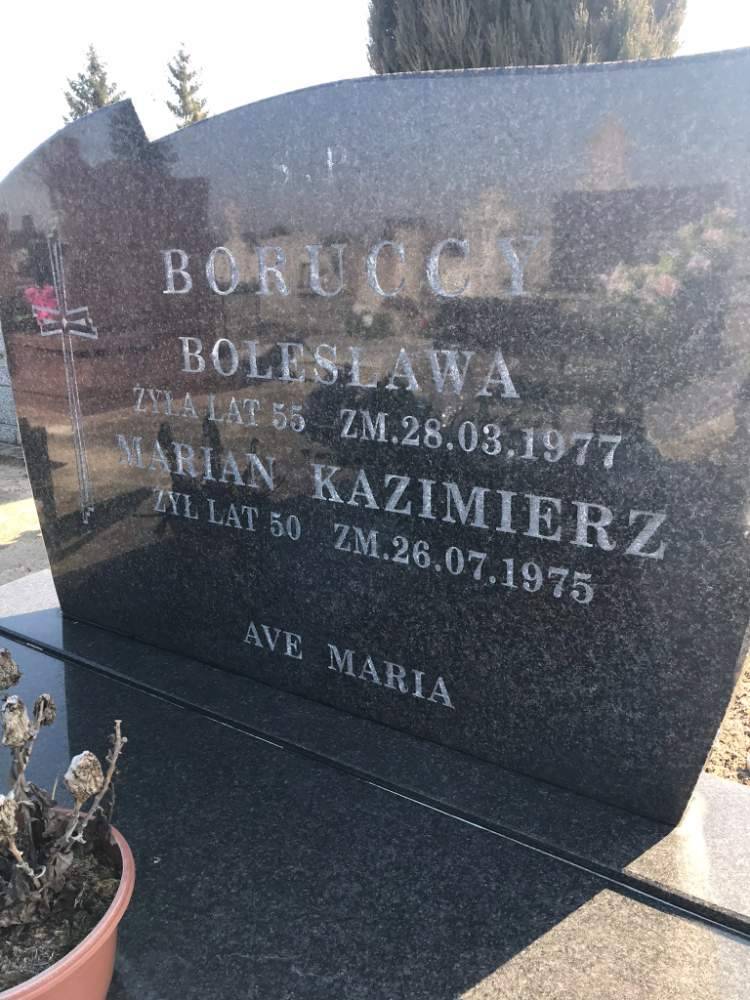 BORUCCY
BOLESŁAWA
ŻYŁA LAT 55 ZM.28.03.1977
MARIAN KAZIMIERZ
ŻYŁ LAT 50 ZM.26.07.1975
AVE MARIA